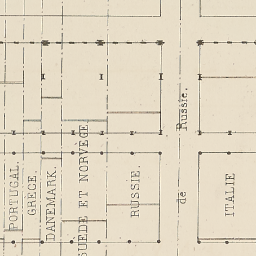 PORTUGAL.
GRÈCE.
DANEMARK.
SUÈDE ET NORVÈGE
RUSSIE.
de Russie.
ITALIE